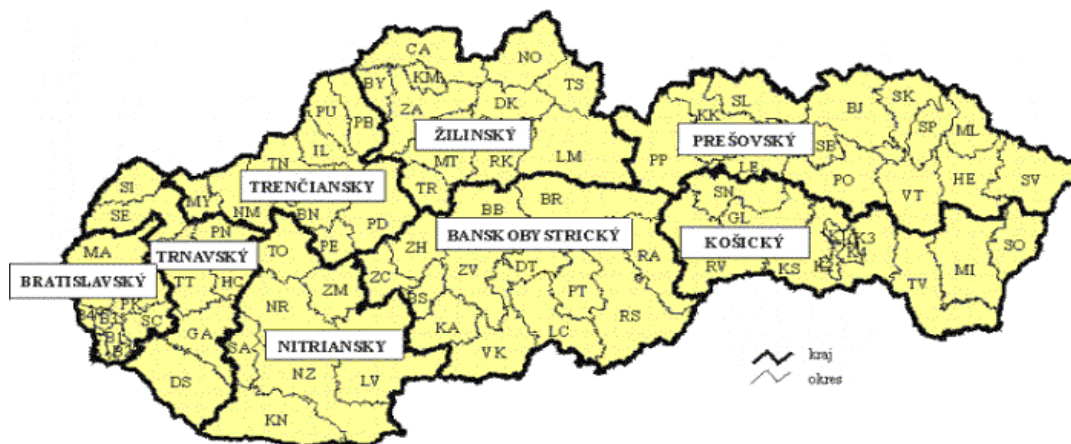 CA
NO
BY
KM
TS
ZA
DK
PU
PB
ŽILINSKÝ
IL
MT
RK
LM
TN
TR
TRENČIANSKY
MY
NM
BN
PD
PE
SI
SE
SK
SL
BJ
KK
SP
ML
PREŠOVSKÝ
SB
PP
LE
PO
HE
SV
VT
SN
GL
KOŠICKÝ
K3
K4
RV
KS
SO
MI
TV
BB
BR
BANSKOBYSTRICKÝ
ZH
RA
ZV
DT
ZC
BS
PT
KA
LC
RS
VK
PN
TO
MA
TRNAVSKÝ
BRATISLAVSKÝ
TT
HC
ZM
PK
SC
NR
GA
SA
NITRIANSKY
NZ
LV
DS
KN
kraj
okres